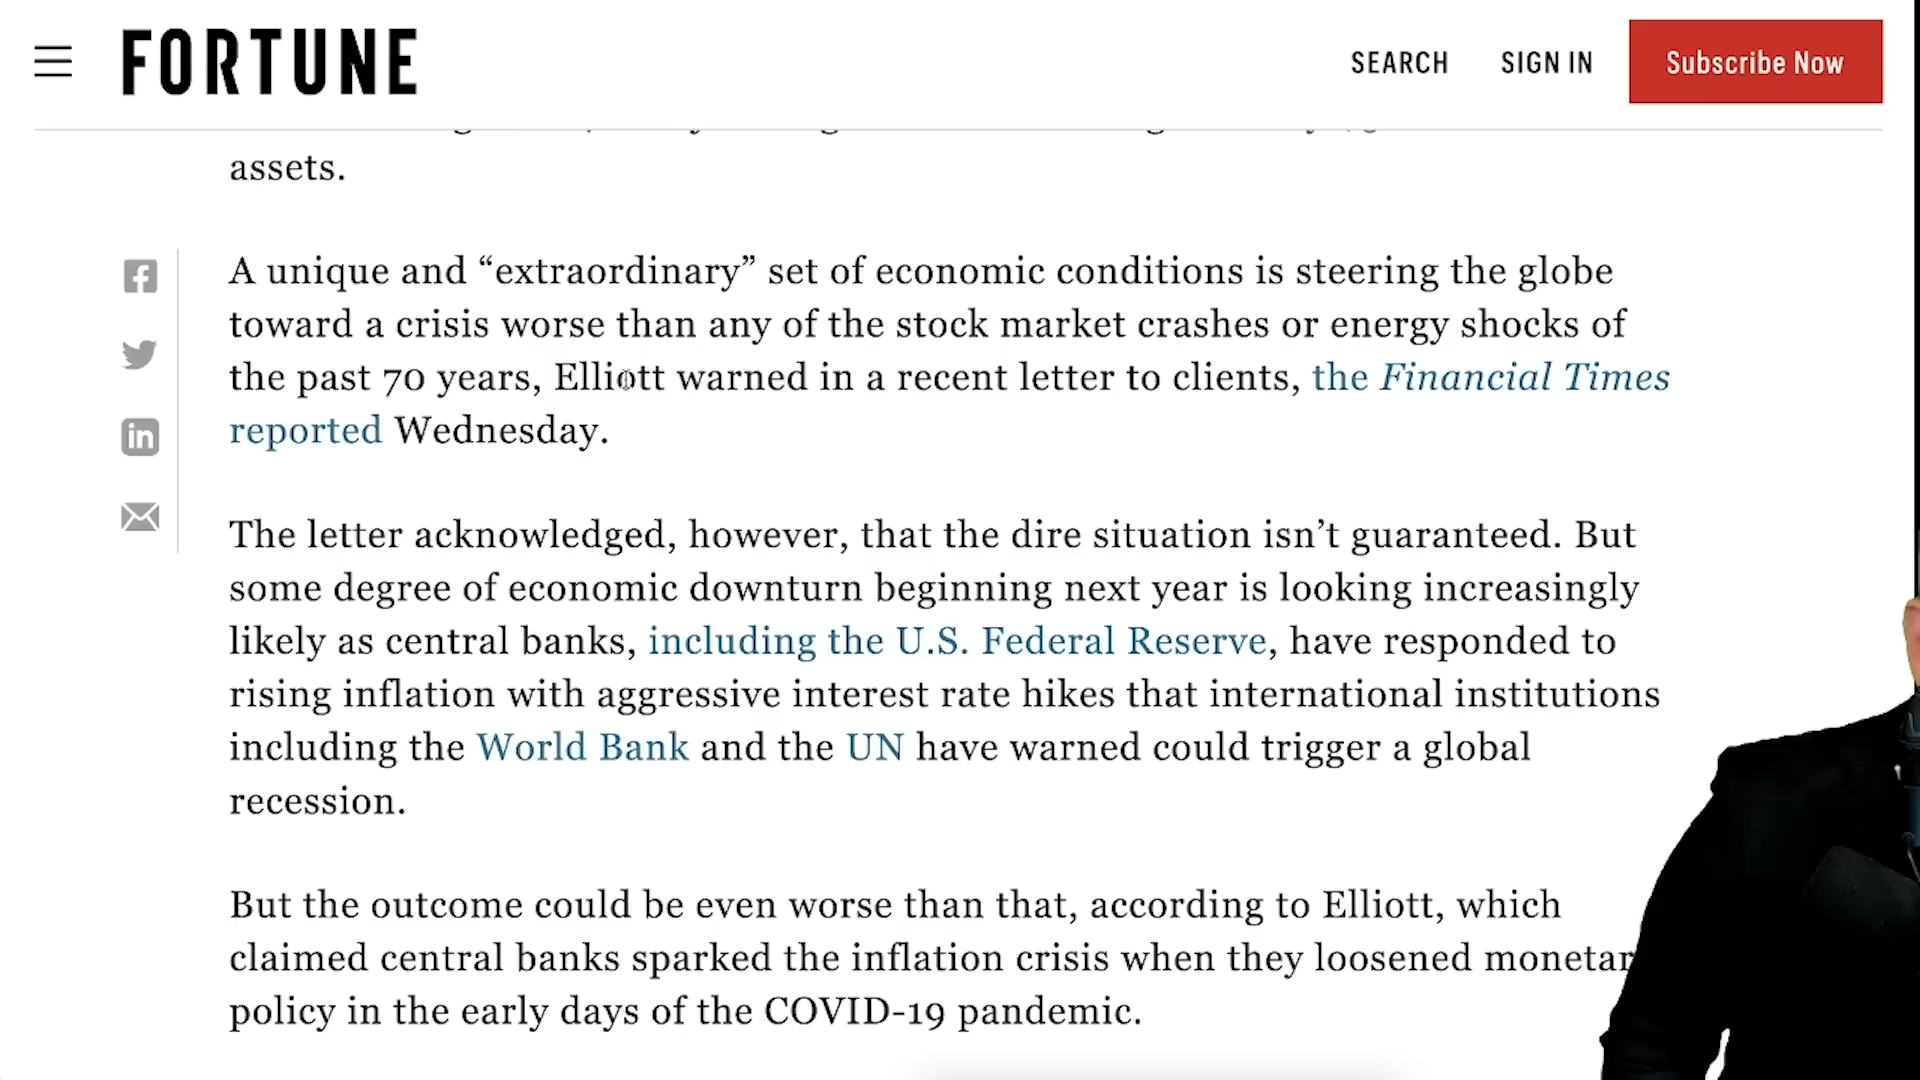 FORTUNE
SEARCH
SIGN IN
Subscribe Now
assets.
A unique and “extraordinary” set of economic conditions is steering the globe
toward a crisis worse than any of the stock market crashes or energy shocks of
the past 70 years, Elliott warned in a recent letter to clients, the Financial Times
reported Wednesday.
The letter acknowledged, however, that the dire situation isn’t guaranteed. But
some degree of economic downturn beginning next year is looking increasingly
likely as central banks, including the U.S. Federal Reserve, have responded to
rising inflation with aggressive interest rate hikes that international institutions
including the World Bank and the UN have warned could trigger a global
recession.
But the outcome could be even worse than that, according to Elliott, which
claimed central banks sparked the inflation crisis when they loosened monetar
policy in the early days of the COVID-19 pandemic.